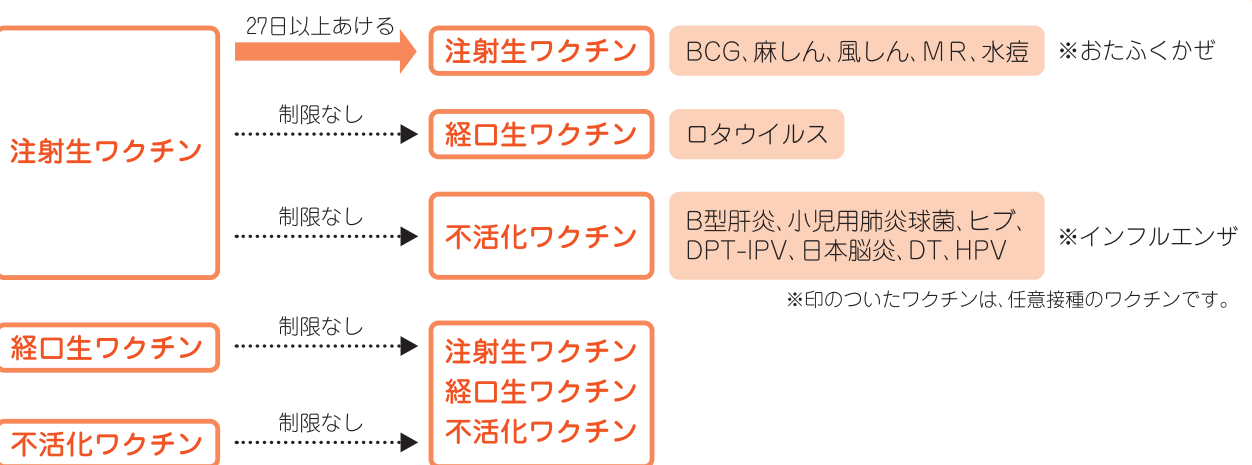 27日以上あける
注射生ワクチン
注射生ワクチン
BCG、麻しん、風しん、MR、水痘
※おたふくかぜ
制限なし
経口生ワクチン
ロタウイルス
制限なし
不活化ワクチン
B型肝炎、小児用肺炎球菌、ヒブ、
DPT-IPV、日本脳炎、DT、HPV
※インフルエンザ
※印のついたワクチンは、任意接種のワクチンです。
経口生ワクチン
制限なし
注射生ワクチン
経口生ワクチン
不活化ワクチン
不活化ワクチン
制限なし